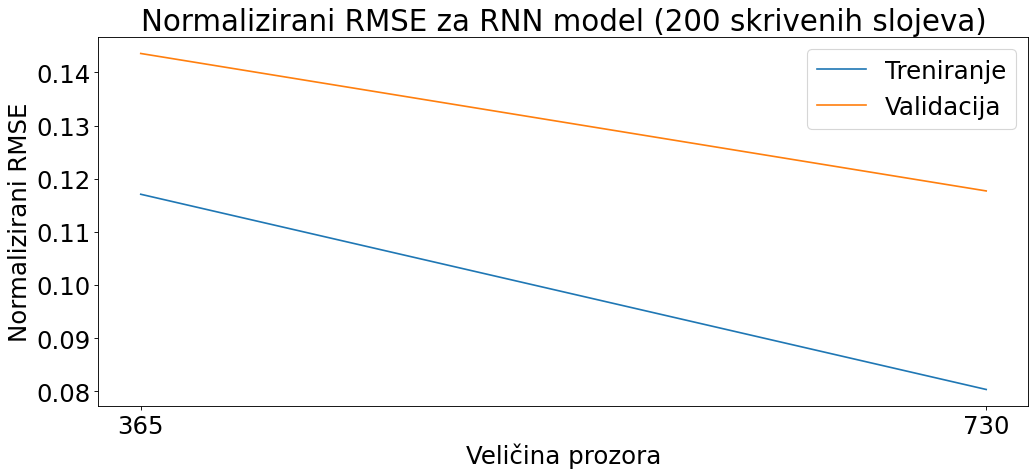 Normalizirani RMSE za RNN model (200 skrivenih slojeva)
Treniranje
Validacija
Normalizirani RMSE
0.14
0.13
0.12
0.11
0.10
0.09
0.08
365
730
Veličina prozora